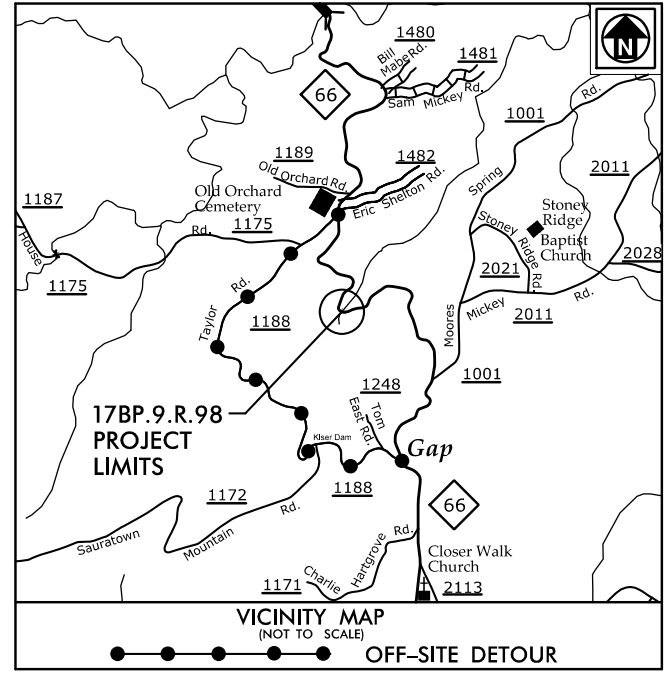 1480
Bill
Mabe Rd.
1481
N
66
Sam Mickey Rd.
1001
Rd.
1189
1482
2011
Old Orchard Rd.
Eric Shelton Rd.
Spring
1187
Old Orchard
Cemetery
Stoney
Ridge
Baptist
Church
House
Rd.
1175
Stoney Ridge Rd.
2028
1175
2021
Taylor
Rd.
1188
Moores
Mickey
Rd.
2011
1001
1248
17BP.9.R.98
PROJECT
LIMITS
Tom
East Rd.
KIser Dam
Gap
1172
1188
66
Sauratown
Mountain
Rd.
Charlie
Hartgrove
Rd.
Closer Walk
Church
1171
2113
VICINITY MAP
(NOT TO SCALE)
OFF-SITE DETOUR